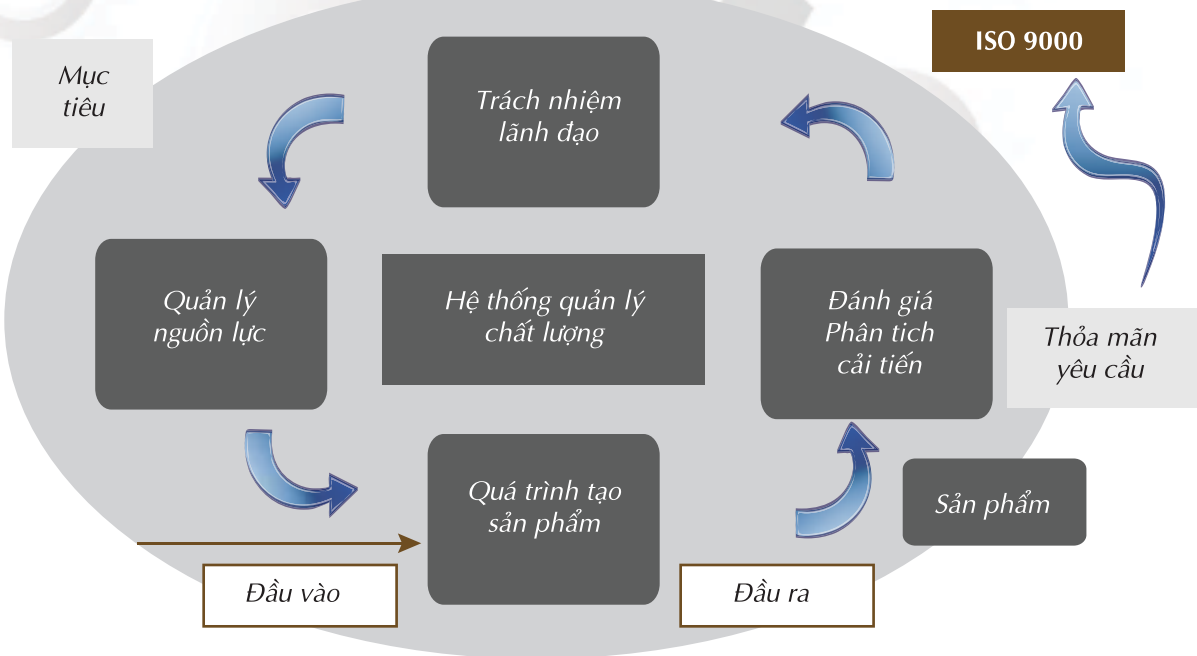 ISO 9000
Mục
tiêu
Trách nhiệm
lãnh đạo
Quản lý
nguồn lực
Hệ thống quản lý
chất lượng
Đánh giá
Phân tich
cải tiến
Thỏa mãn
yêu cầu
Quá trình tạo
sản phẩm
Sản phẩm
Đầu vào
Đầu ra